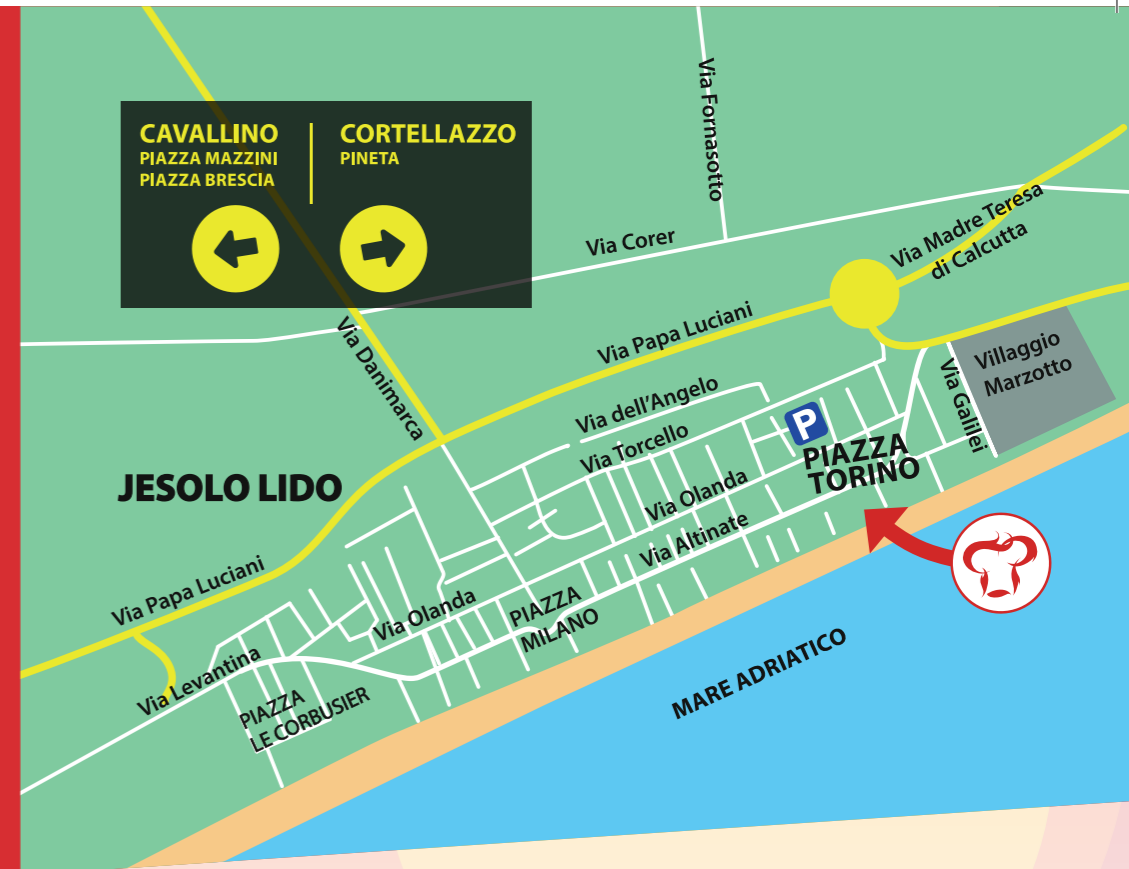 CAVALLINO
PIAZZA MAZZINI
PIAZZA BRESCIA
CORTELLAZZO
PINETA
Via Fornasotto
Via Corer
Via Madre Teresa
di Calcutta
Via Danimarca
Via Papa Luciani
Villaggio
Marzotto
Via Galilei
Via dell'Angelo
Via Torcello
P
PIAZZA
TORINO
JESOLO LIDO
Via Olanda
Via Altinate
Via Papa Luciani
Via Olanda
PIAZZA
MILANO
Via Levantina
PIAZZA
LE CORBUSIER
MARE ADRIATICO